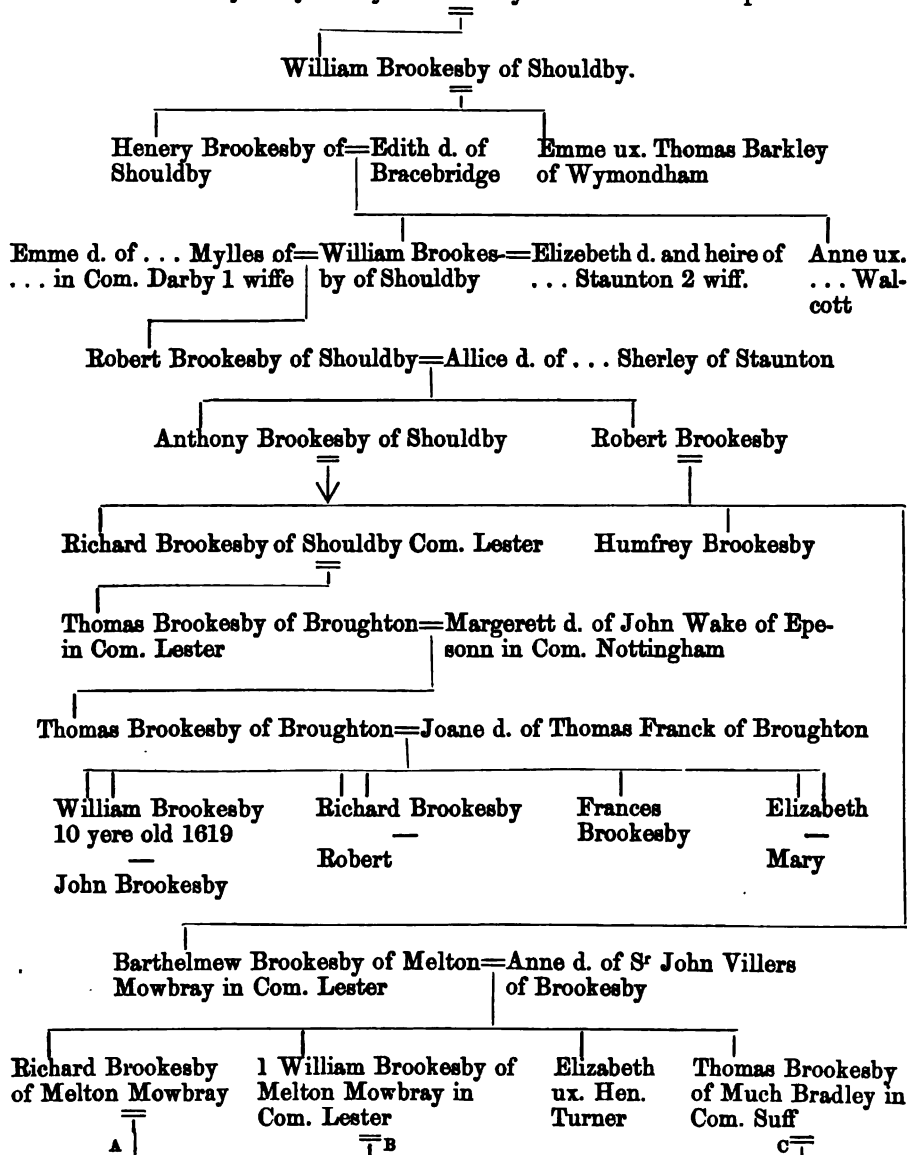 William Brookesby of Shouldby.
Henery Brookesby of=Edith d. of Emme ux. Thomas Barkley
Shouldby Bracebridge of Wymondham
Emme d. of ... Mylles of=William Brookes-=Elizebeth d. and heire of Anne ux.
... in Com. Darby 1 wiffe by of Shouldby ... Staunton 2 wiff. ... Wal-
cott
Robert Brookesby of Shouldby=Allice d. of ... Sherley of Staunton
Anthony Brookesby of Shouldby Robert Brookesby
Richard Brookesby of Shouldby Com. Lester Humfrey Brookesby
Thomas Brookesby of Broughton=Margerett d. of John Wake of Epe-
in Com. Lester sonn in Com. Nottingham
Thomas Brookesby of Broughton=Joane d. of Thomas Franck of Broughton
William Brookesby Richard Brookesby Frances Elizabeth
10 yere old 1619 — Brookesby —
— Robert Mary
John Brookesby
Barthelmew Brookesby of Melton=Anne d. of Sr John Villers
Mowbray in Com. Lester of Brookesby
Richard Brookesby 1 William Brookesby of Elizabeth Thomas Brookesby
of Melton Mowbray Melton Mowbray in ux. Hen. of Much Bradley in
Com. Lester Turner Com. Suff
A B C